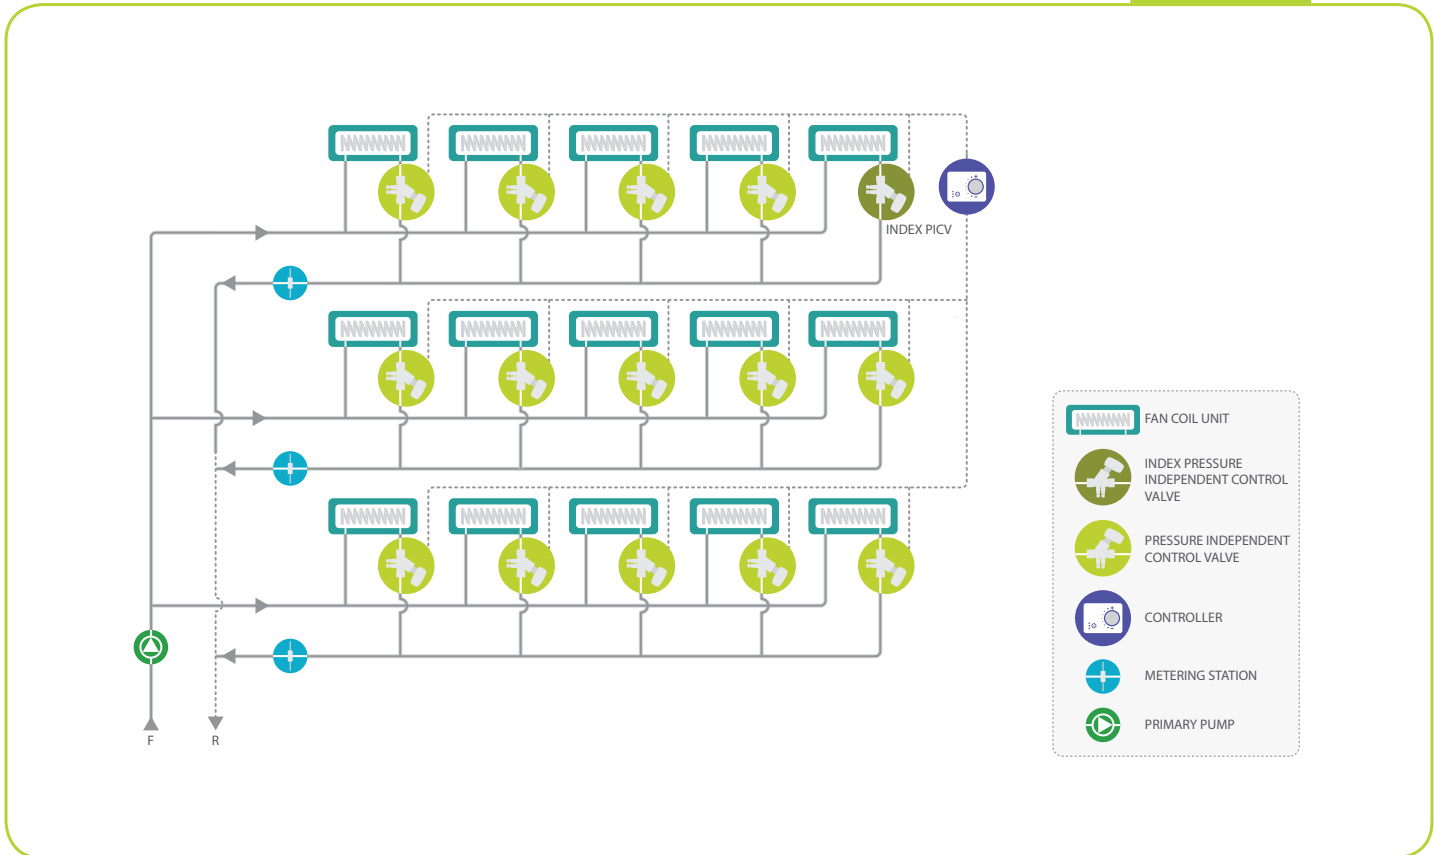 INDEX PICV
FAN COIL UNIT
INDEX PRESSURE
INDEPENDENT CONTROL
VALVE
PRESSURE INDEPENDENT
CONTROL VALVE
CONTROLLER
METERING STATION
PRIMARY PUMP
F
R